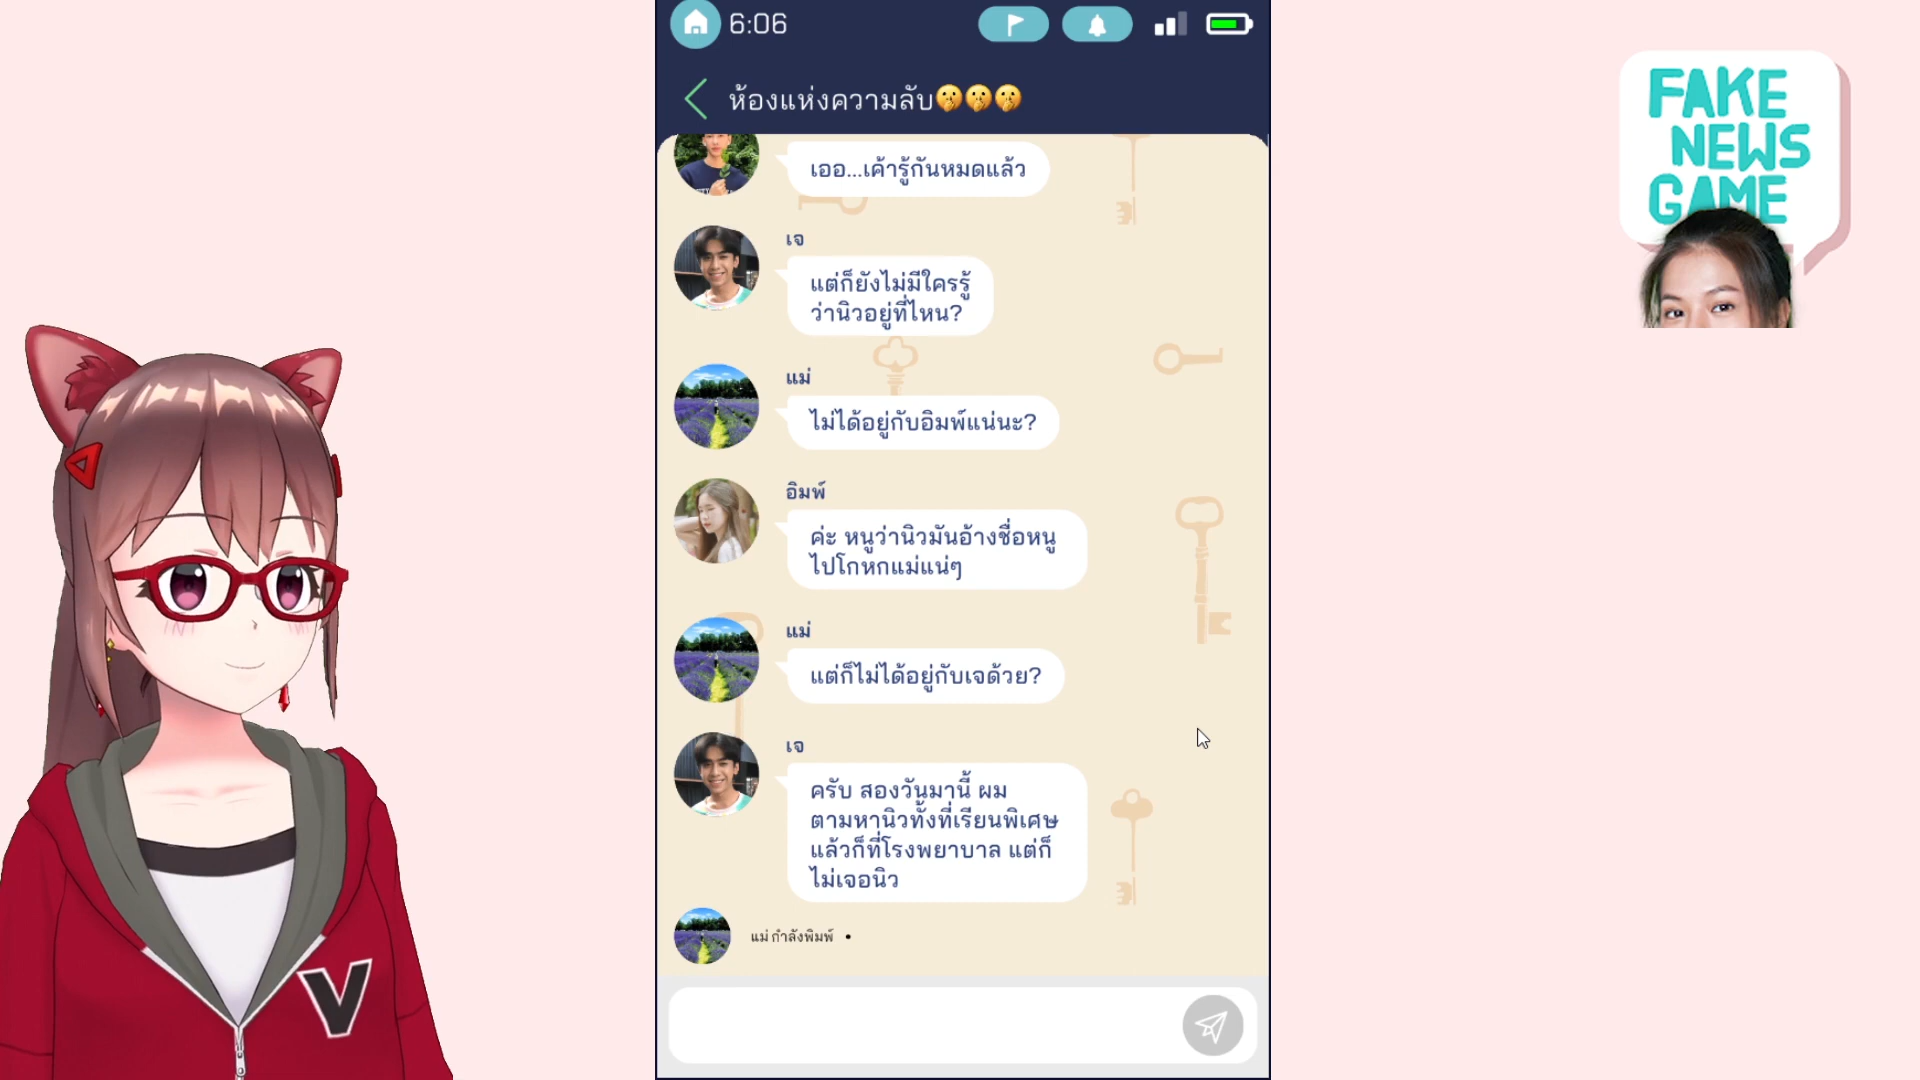 6:06
ห้องแห่งความลับ🤫🤫🤫
เออ...เค้ารู้กันหมดแล้ว
เจ
แต่ก็ยังไม่มีใครรู้
ว่านิวอยู่ที่ไหน?
แม่
ไม่ได้อยู่กับอิมพ์แน่นะ?
อิมพ์
ค่ะ หนูว่านิวมันอ้างชื่อหนู
ไปโกหกแม่แน่ๆ
แม่
แต่ก็ไม่ได้อยู่กับเจด้วย?
เจ
ครับ สองวันมานี้ ผม
ตามหานิวทั้งที่เรียนพิเศษ
แล้วก็ที่โรงพยาบาล แต่ก็
ไม่เจอนิว
แม่ กำลังพิมพ์ •
FAKE
NEWS
GAME
V